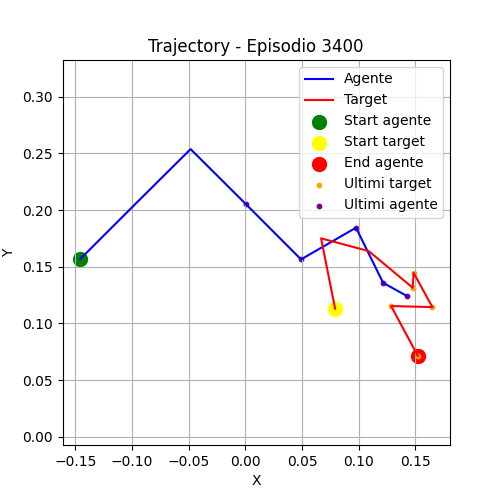 Trajectory - Episodio 3400
Agente
Target
Start agente
Start target
End agente
Ultimi target
Ultimi agente
Y
0.30
0.25
0.20
0.15
0.10
0.05
0.00
−0.15
−0.10
−0.05
0.00
0.05
0.10
0.15
X